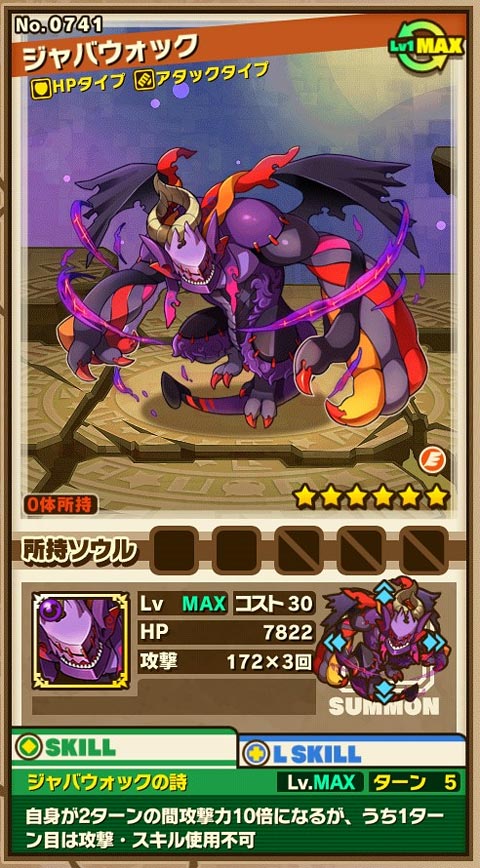 No.0741
ジャバウォック
Lv1 MAX
HPタイプ アタックタイプ
E
0体所持
所持ソウル
Lv MAX コスト 30
HP 7822
攻撃 172×3回
SUMMON
SKILL
L SKILL
ジャバウォックの詩 Lv.MAX ターン 5
自身が2ターンの間攻撃力10倍になるが、うち1ターン目は攻撃・スキル使用不可